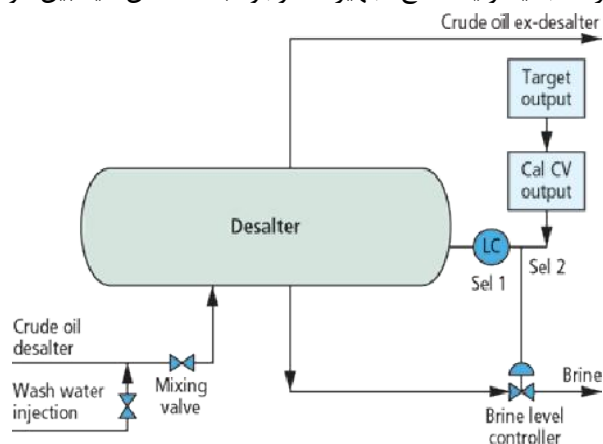 Crude oil ex-desalter
Target
output
Cal CV
output
Desalter
LC
Sel 1
Sel 2
Crude oil
desalter
Mixing
valve
Wash water
injection
Brine
Brine level
controller